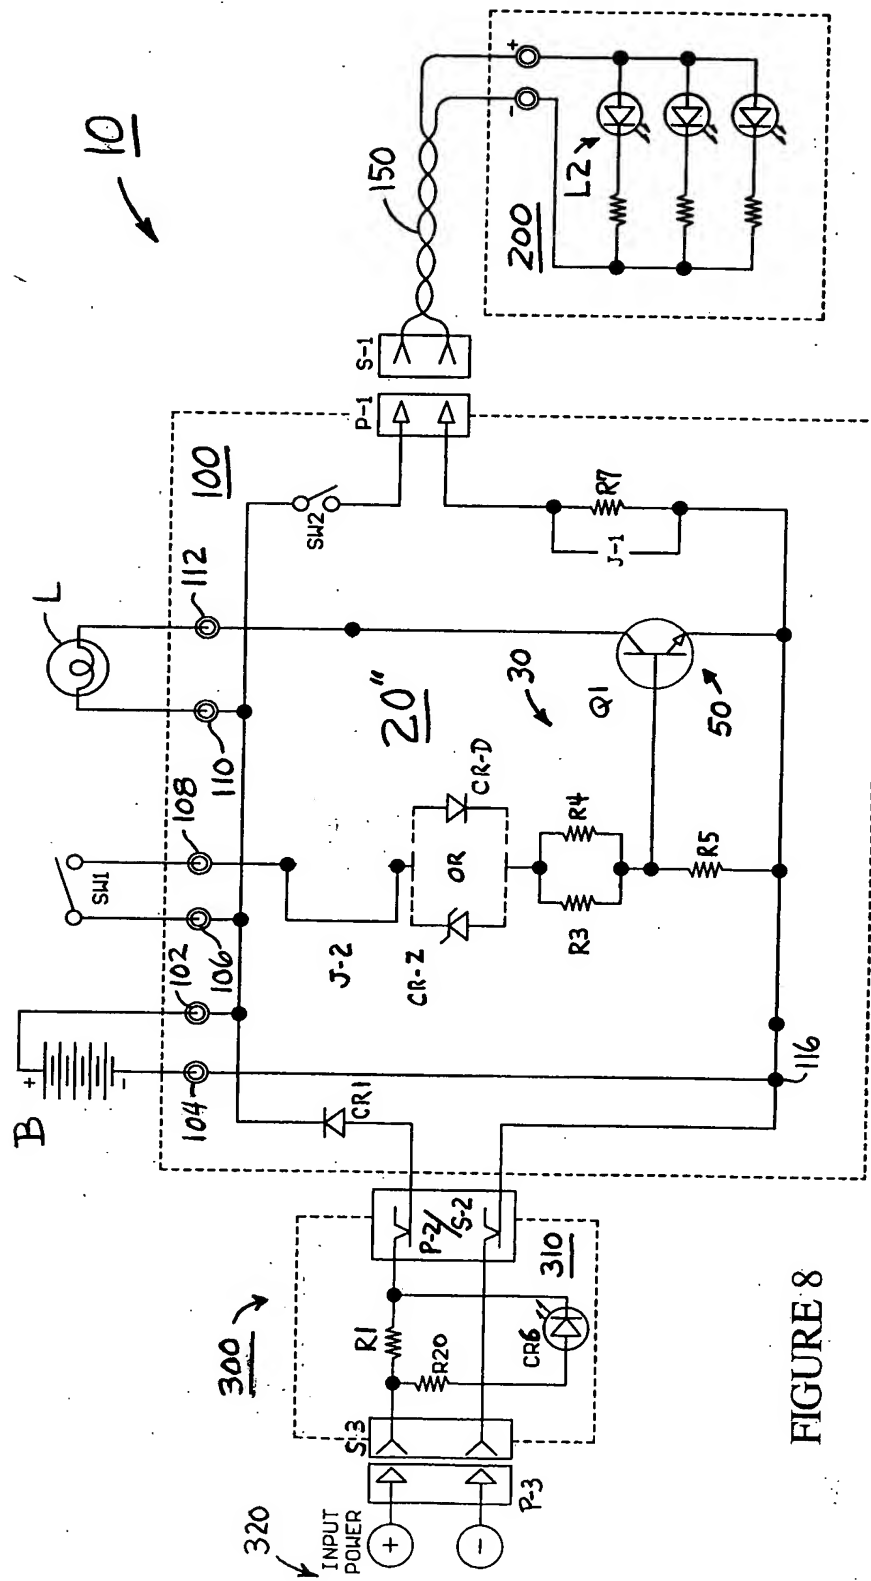 10
B
+
-
104
102
106
SW1
108
110
L
112
100
SW2
P-1
S-1
150
+
-
200
L2
CR1
J-2
CR-Z
OR
CR-D
20"
30
R3
R4
R5
Q1
50
J-1
R7
116
300
320
INPUT
POWER
+
-
P-3
S-3
R1
R20
CR6
P-2/
S-2
310
FIGURE 8